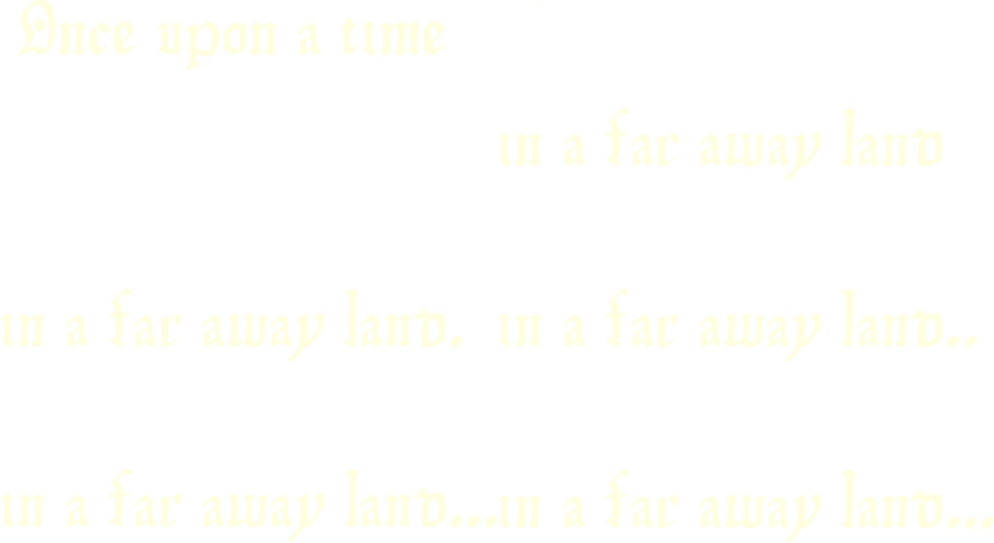 Once upon a time
in a far away land
in a far away land. in a far away land..
in a far away land... in a far away land...